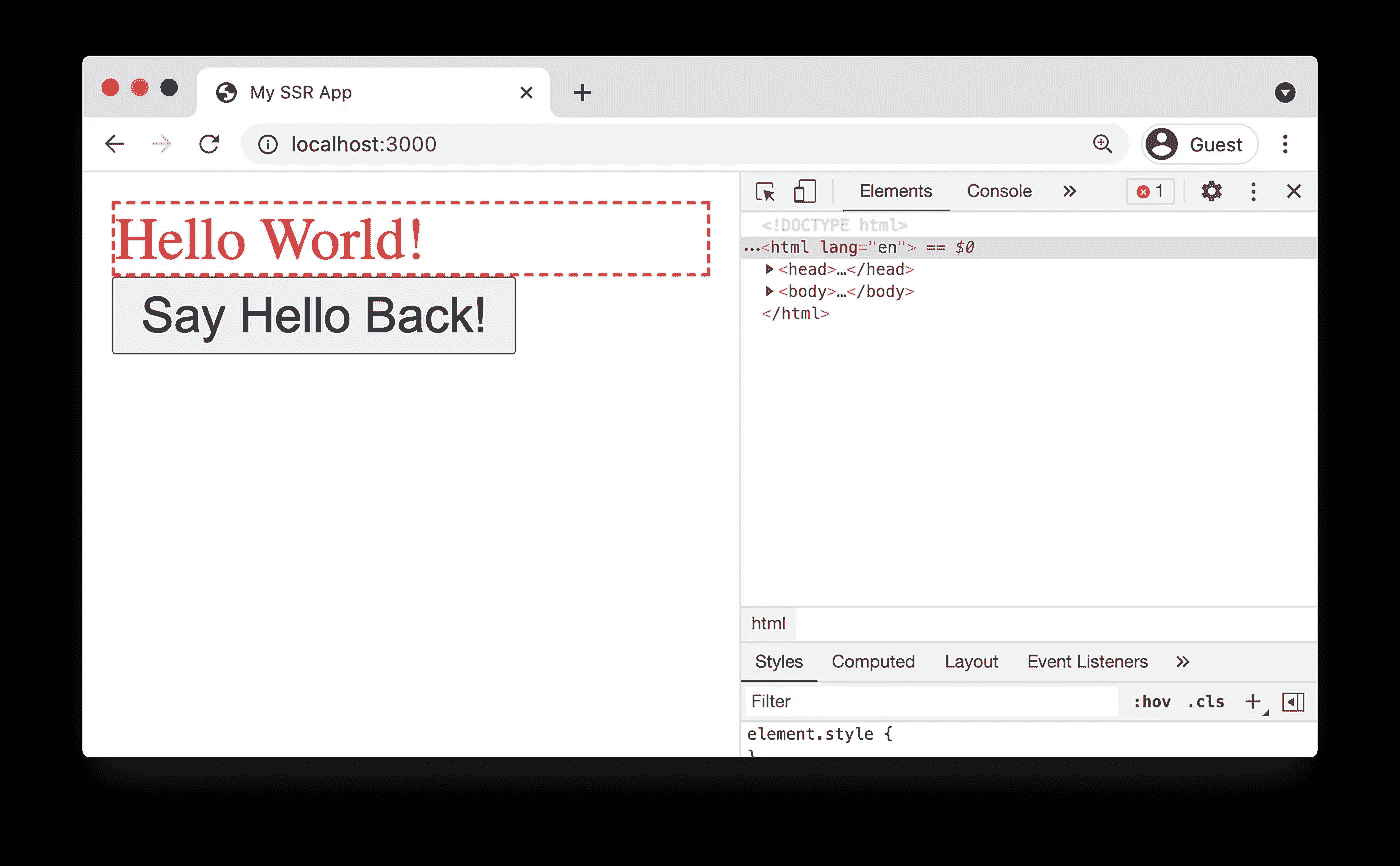 My SSR App
localhost:3000
Guest
Hello World!
Say Hello Back!
Elements Console » 1
<!DOCTYPE html>
…<html lang="en"> == $0
<head>…</head>
<body>…</body>
</html>
html
Styles Computed Layout Event Listeners »
Filter :hov .cls +
element.style {
}